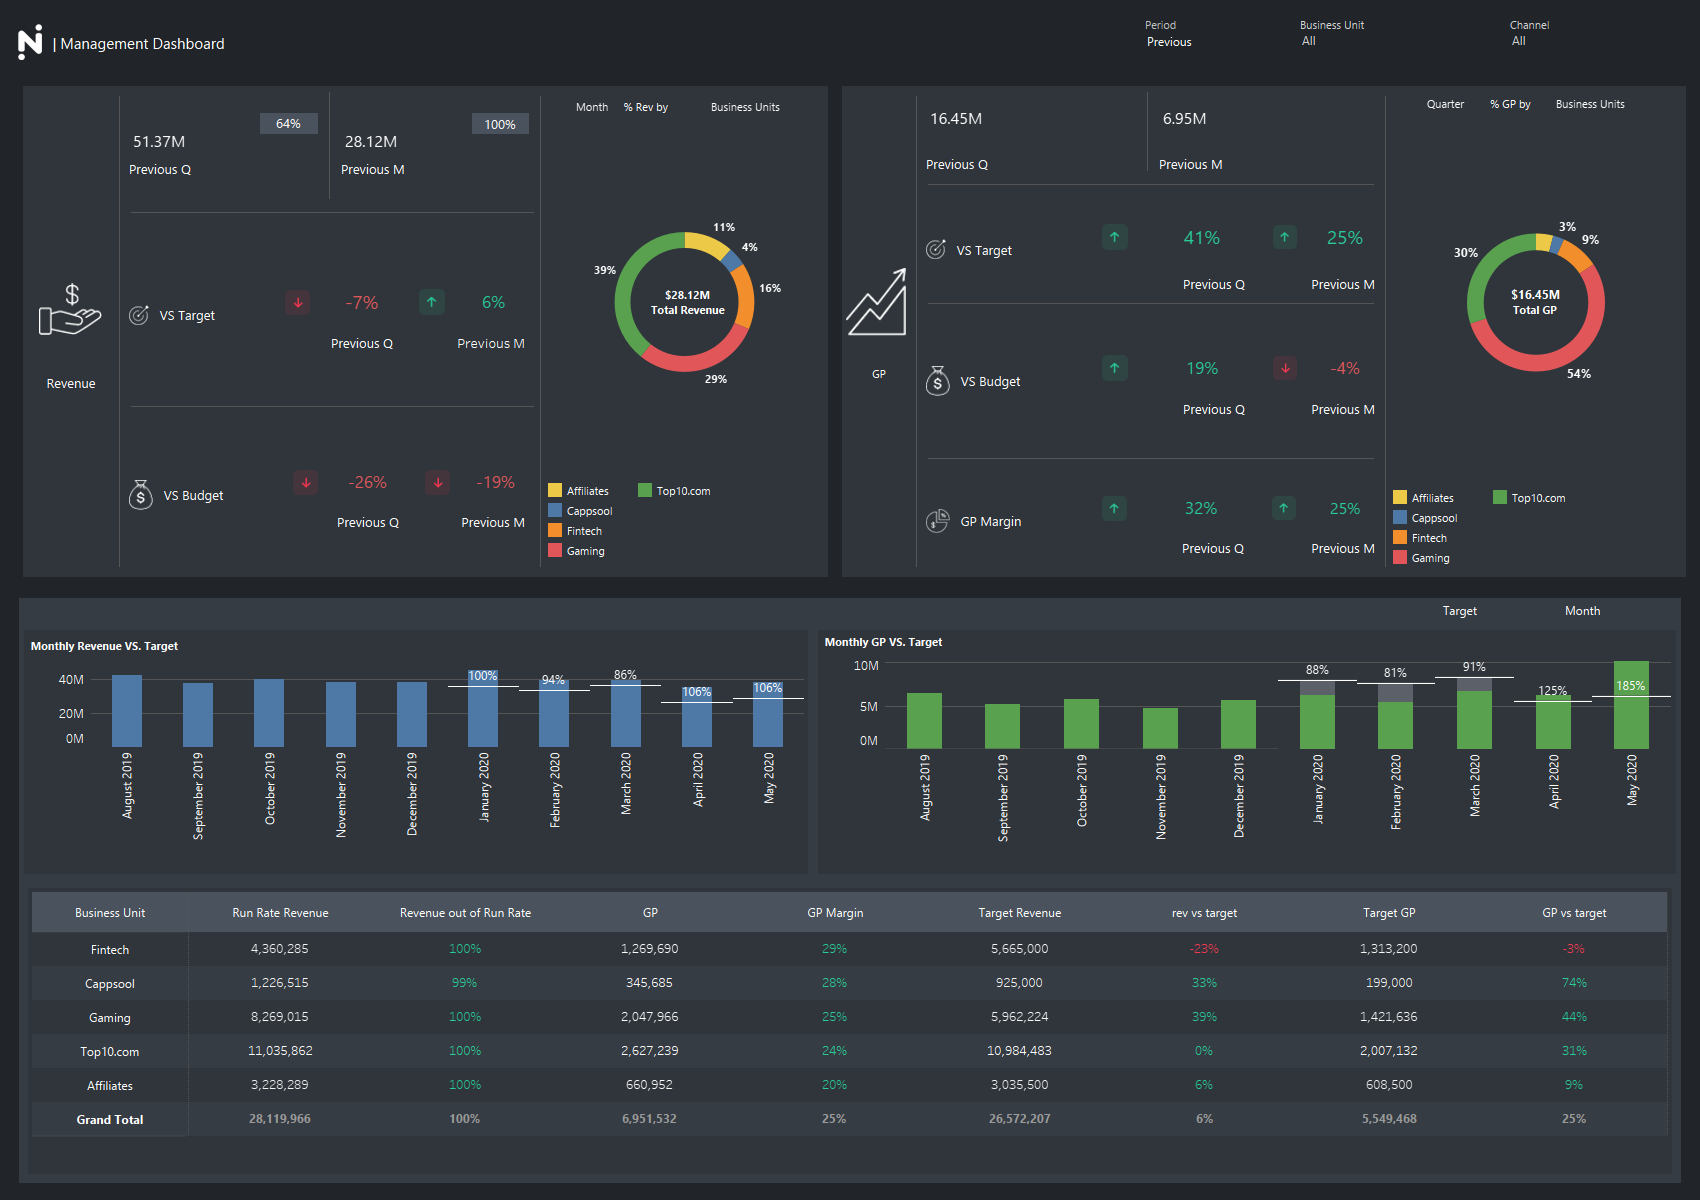 | Management Dashboard
Period
Previous
Business Unit
All
Channel
All
64%
51.37M
Previous Q
100%
28.12M
Previous M
Month % Rev by Business Units
Revenue
VS Target
-7%
Previous Q
6%
Previous M
VS Budget
-26%
Previous Q
-19%
Previous M
11%
4%
16%
29%
39%
$28.12M
Total Revenue
Affiliates
Cappsool
Fintech
Gaming
Top10.com
16.45M
Previous Q
6.95M
Previous M
Quarter % GP by Business Units
GP
VS Target
41%
Previous Q
25%
Previous M
VS Budget
19%
Previous Q
-4%
Previous M
GP Margin
32%
Previous Q
25%
Previous M
3%
9%
54%
30%
$16.45M
Total GP
Affiliates
Cappsool
Fintech
Gaming
Top10.com
Target Month
Monthly Revenue VS. Target
40M
20M
0M
100%
94%
86%
106%
106%
August 2019
September 2019
October 2019
November 2019
December 2019
January 2020
February 2020
March 2020
April 2020
May 2020
Monthly GP VS. Target
10M
5M
0M
88%
81%
91%
125%
185%
August 2019
September 2019
October 2019
November 2019
December 2019
January 2020
February 2020
March 2020
April 2020
May 2020
Business Unit Run Rate Revenue Revenue out of Run Rate GP GP Margin Target Revenue rev vs target Target GP GP vs target
Fintech 4,360,285 100% 1,269,690 29% 5,665,000 -23% 1,313,200 -3%
Cappsool 1,226,515 99% 345,685 28% 925,000 33% 199,000 74%
Gaming 8,269,015 100% 2,047,966 25% 5,962,224 39% 1,421,636 44%
Top10.com 11,035,862 100% 2,627,239 24% 10,984,483 0% 2,007,132 31%
Affiliates 3,228,289 100% 660,952 20% 3,035,500 6% 608,500 9%
Grand Total 28,119,966 100% 6,951,532 25% 26,572,207 6% 5,549,468 25%